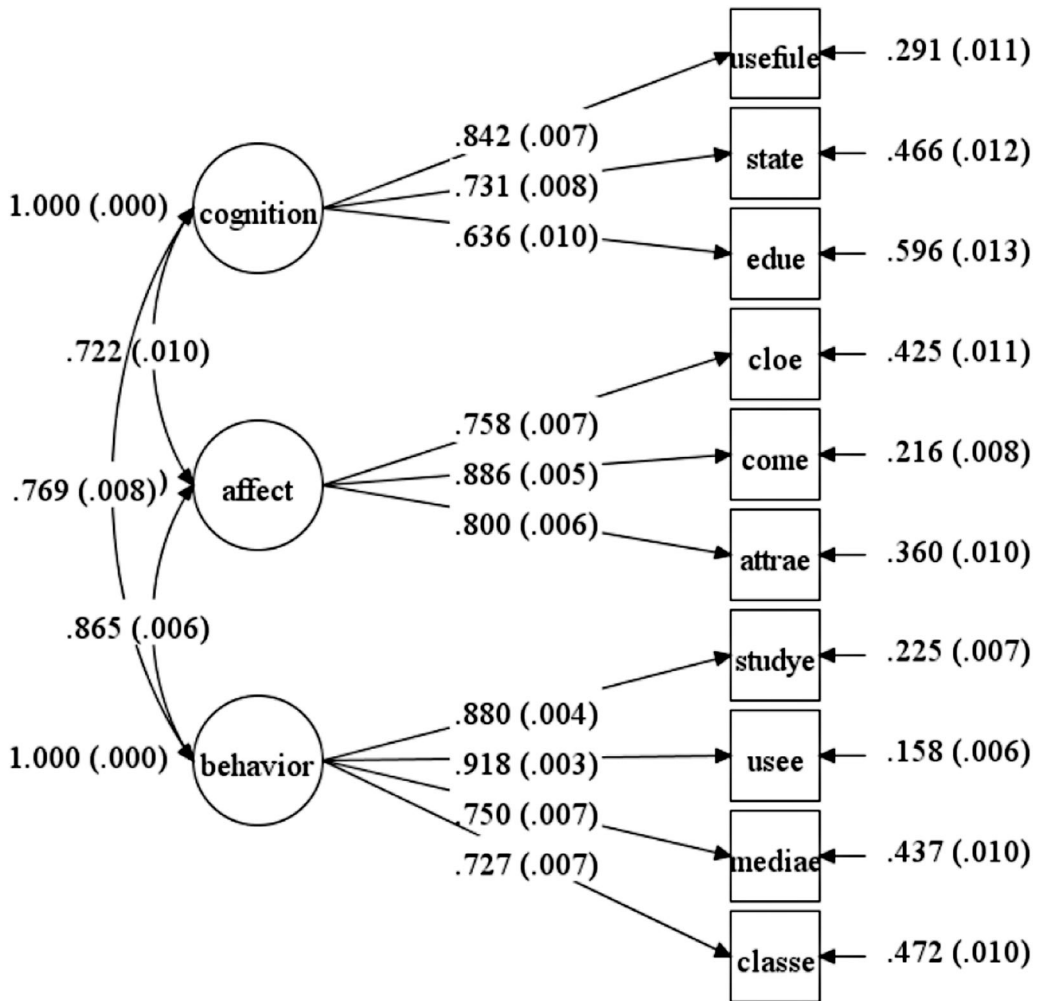 usefule
.291 (.011)
.842 (.007)
state
.466 (.012)
1.000 (.000)
cognition
.731 (.008)
.636 (.010)
edue
.596 (.013)
.722 (.010)
cloe
.425 (.011)
.758 (.007)
come
.216 (.008)
.769 (.008)
)
affect
.886 (.005)
.800 (.006)
attrae
.360 (.010)
.865 (.006)
studye
.225 (.007)
.880 (.004)
1.000 (.000)
behavior
.918 (.003)
usee
.158 (.006)
.750 (.007)
mediae
.437 (.010)
.727 (.007)
classe
.472 (.010)